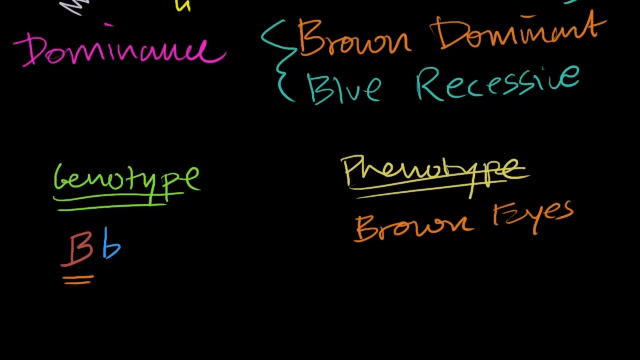 Dominance
Brown Dominant
Blue Recessive
Genotype
Phenotype
Bb
Brown Eyes